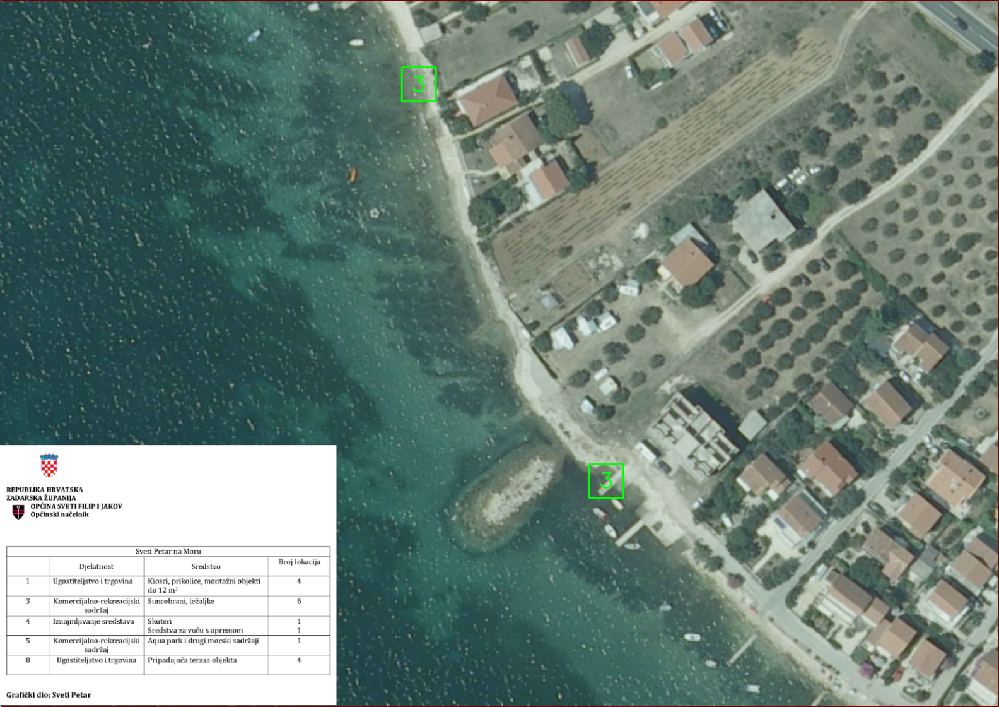 3
3
REPUBLIKA HRVATSKA
ZADARSKA ŽUPANIJA
OPĆINA SVETI FILIP I JAKOV
Općinski načelnik
Sveti Petar na Moru
Djelatnost Sredstvo Broj lokacija
1 Ugostiteljstvo i trgovina Kiosci, prikolice, montažni objekti 4
do 12 m²
3 Komercijalno-rekreacijski Suncobrani, ležaljke 6
sadržaj
4 Iznajmljivanje sredstava Skuteri 1
Sredstva za vuču s opremom 1
5 Komercijalno-rekreacijski Aqua park i drugi morski sadržaji 1
sadržaj
8 Ugostiteljstvo i trgovina Pripadajuća terasa objekta 4
Grafički dio: Sveti Petar